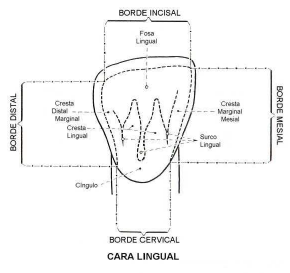 BORDE INCISAL
Fosa
Lingual
BORDE DISTAL
Cresta
Distal
Marginal
Cresta
Lingual
Cresta
Marginal
Mesial
BORDE MESIAL
Surco
Lingual
Cíngulo
BORDE CERVICAL
CARA LINGUAL